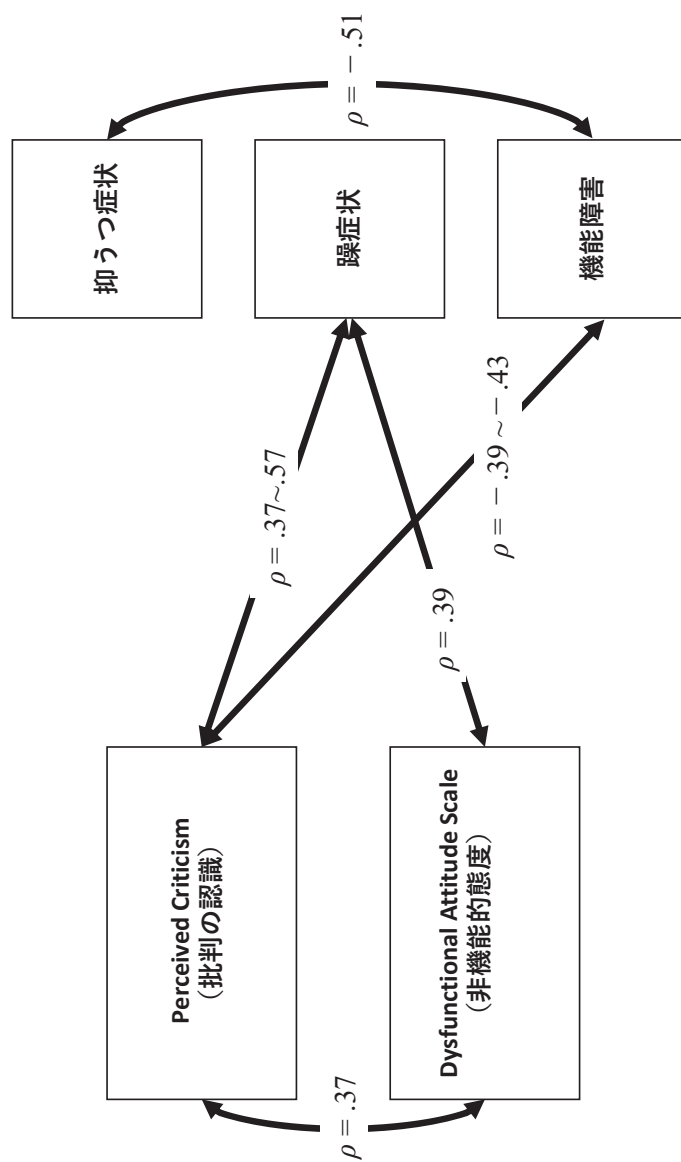 Perceived Criticism
（批判の認識）
Dysfunctional Attitude Scale
（非機能的態度）
ρ = .37
ρ = .37~.57
ρ = .39
ρ = －.39～－.43
抑うつ症状
躁症状
機能障害
ρ = －.51